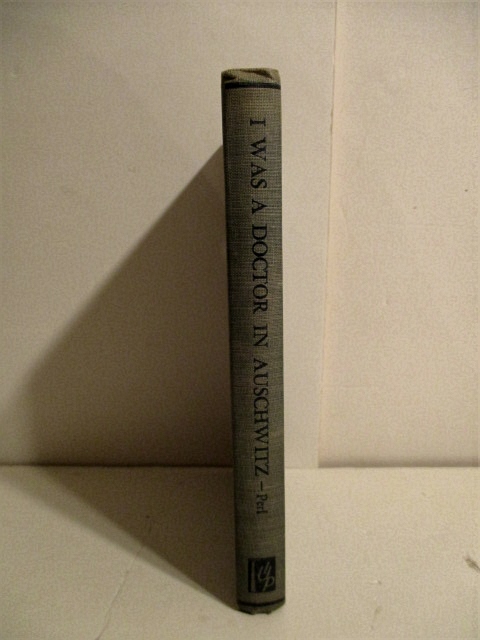 I WAS A DOCTOR IN AUSCHWITZ – Perl